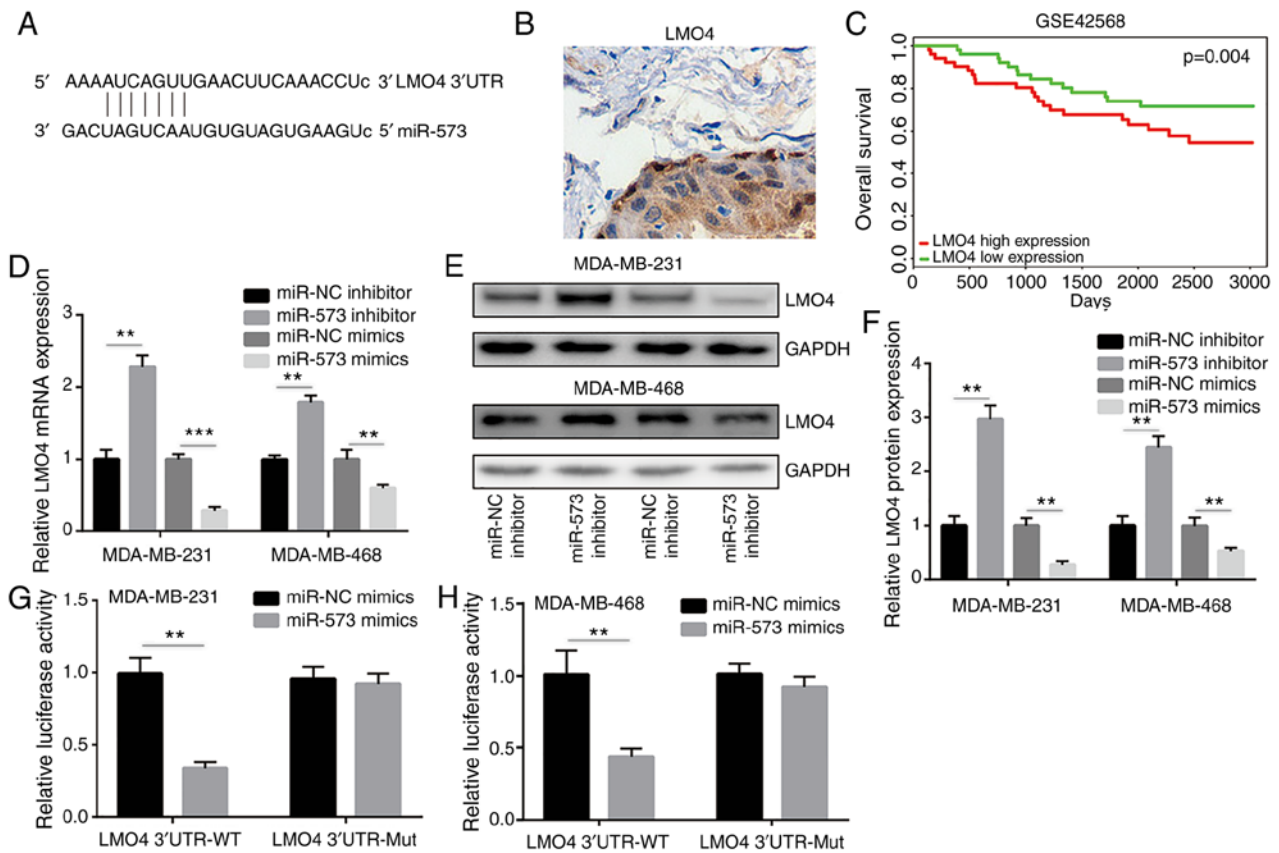 A
5′ AAAAUCAGUUGAACUUCAAACCUc 3′ LMO4 3′UTR
3′ GACUAGUCAAUGUGUAGUGAAGUc 5′ miR-573
B
LMO4
C
GSE42568
p=0.004
Overall survival
1.0
0.8
0.6
0.4
0.2
0.0
LMO4 high expression
LMO4 low expression
0 500 1000 1500 2000 2500 3000
Days
D
Relative LMO4 mRNA expression
miR-NC inhibitor
miR-573 inhibitor
miR-NC mimics
miR-573 mimics
3
2
1
0
** *** ** **
MDA-MB-231 MDA-MB-468
E
MDA-MB-231
LMO4
GAPDH
MDA-MB-468
LMO4
GAPDH
miR-NC inhibitor
miR-573 inhibitor
miR-NC inhibitor
miR-573 inhibitor
F
Relative LMO4 protein expression
miR-NC inhibitor
miR-573 inhibitor
miR-NC mimics
miR-573 mimics
4
3
2
1
0
** ** ** **
MDA-MB-231 MDA-MB-468
G
MDA-MB-231
Relative luciferase activity
miR-NC mimics
miR-573 mimics
1.5
1.0
0.5
0.0
**
LMO4 3′UTR-WT LMO4 3′UTR-Mut
H
MDA-MB-468
Relative luciferase activity
miR-NC mimics
miR-573 mimics
1.5
1.0
0.5
0.0
**
LMO4 3′UTR-WT LMO4 3′UTR-Mut